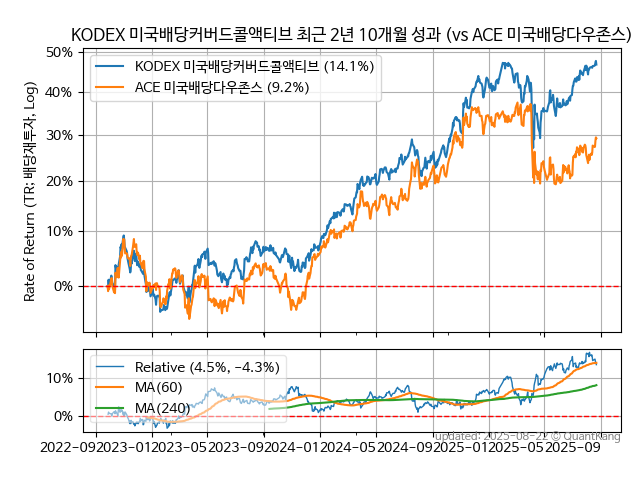 KODEX 미국배당커버드콜액티브 최근 2년 10개월 성과 (vs ACE 미국배당다우존스)
Rate of Return (TR: 배당재투자, Log)
50%
40%
30%
20%
10%
0%
KODEX 미국배당커버드콜액티브 (14.1%)
ACE 미국배당다우존스 (9.2%)
10%
0%
Relative (4.5%, −4.3%)
MA(60)
MA(240)
2022−09 2023−01 2023−05 2023−09 2024−01 2024−05 2024−09 2025−01 2025−05 2025−09
updated: 2025−08−22 © QuantKang